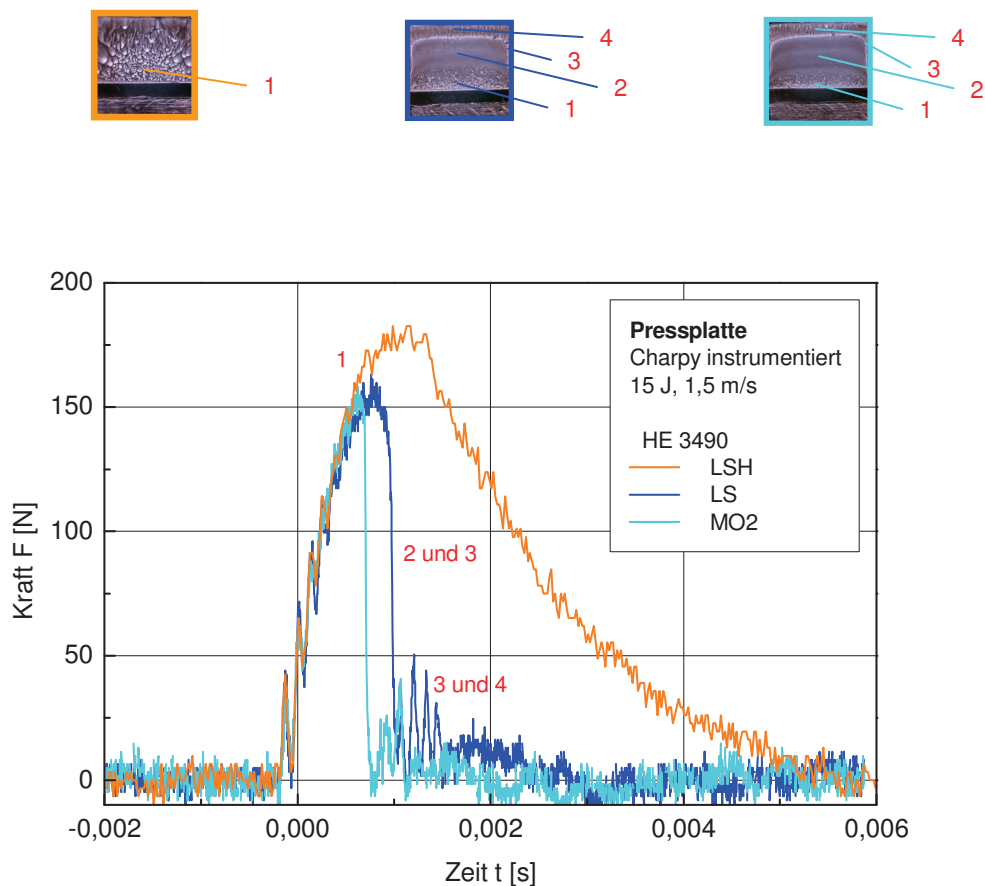 1
4
3
2
1
4
3
2
1
200
150
100
50
0
Kraft F [N]
1
2 und 3
3 und 4
Pressplatte
Charpy instrumentiert
15 J, 1,5 m/s
HE 3490
LSH
LS
MO2
-0,002
0,000
0,002
0,004
0,006
Zeit t [s]